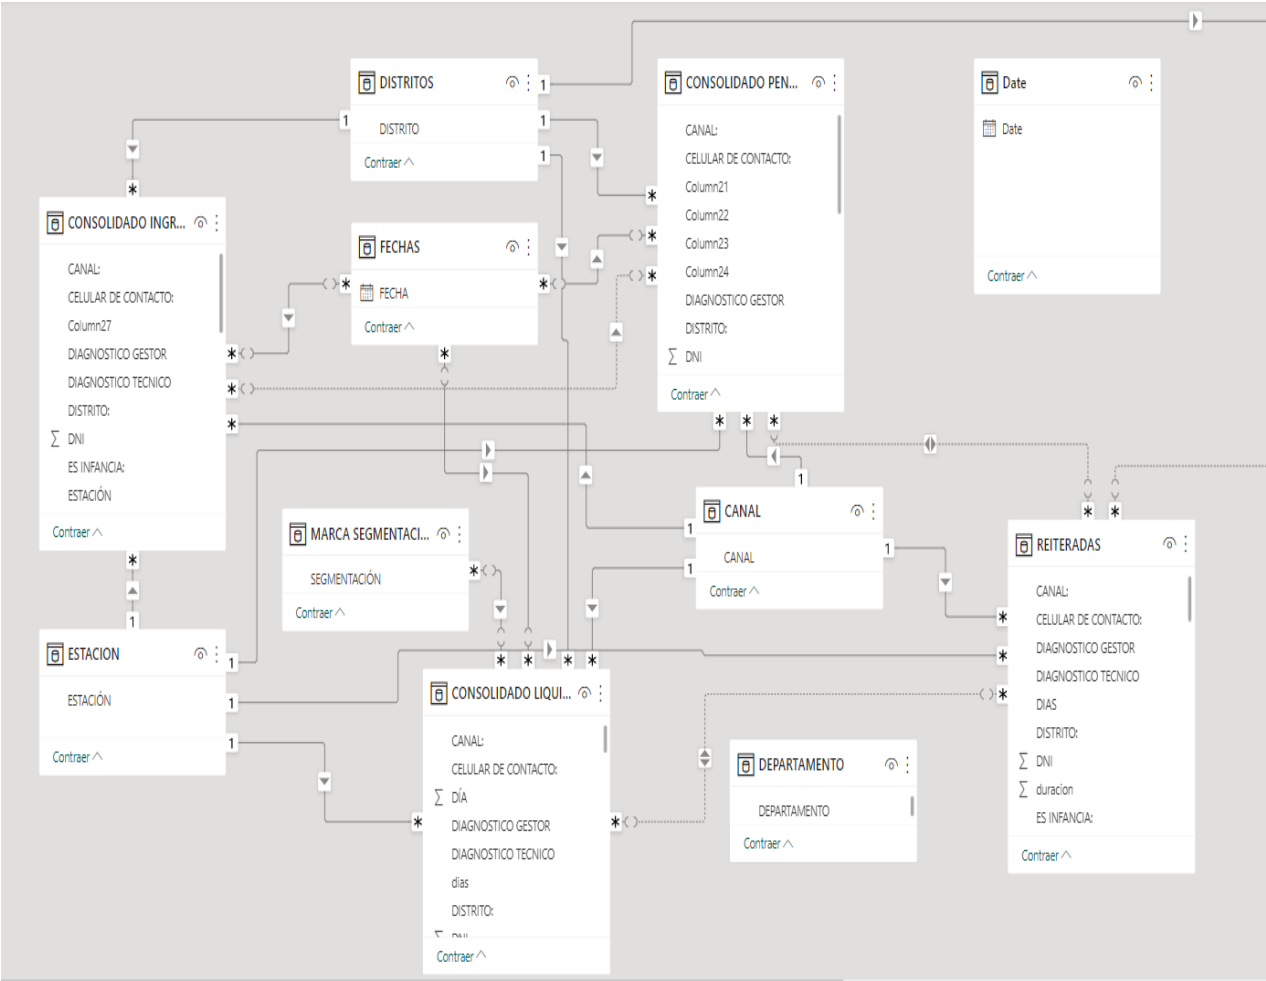 DISTRITOS
DISTRITO
Contraer
CONSOLIDADO PEN...
CANAL:
CELULAR DE CONTACTO:
Column21
Column22
Column23
Column24
DIAGNOSTICO GESTOR
DISTRITO:
∑ DNI
Contraer
Date
Date
Contraer
CONSOLIDADO INGR...
CANAL:
CELULAR DE CONTACTO:
Column27
DIAGNOSTICO GESTOR
DIAGNOSTICO TECNICO
DISTRITO:
∑ DNI
ES INFANCIA:
ESTACIÓN
Contraer
FECHAS
FECHA
Contraer
MARCA SEGMENTACI...
SEGMENTACIÓN
Contraer
CANAL
CANAL
Contraer
REITERADAS
CANAL:
CELULAR DE CONTACTO:
DIAGNOSTICO GESTOR
DIAGNOSTICO TECNICO
DIAS
DISTRITO:
∑ DNI
∑ duracion
ES INFANCIA:
Contraer
ESTACION
ESTACIÓN
Contraer
CONSOLIDADO LIQUI...
CANAL:
CELULAR DE CONTACTO:
∑ DÍA
DIAGNOSTICO GESTOR
DIAGNOSTICO TECNICO
dias
DISTRITO:
∑ DNI
Contraer
DEPARTAMENTO
DEPARTAMENTO
Contraer